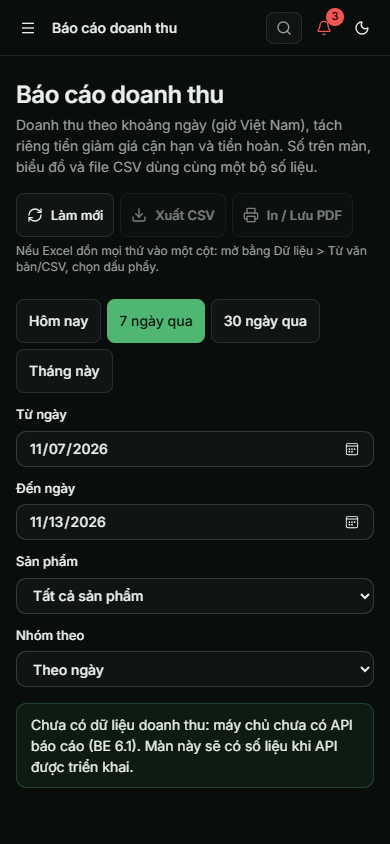 Báo cáo doanh thu
3
Báo cáo doanh thu
Doanh thu theo khoảng ngày (giờ Việt Nam), tách
riêng tiền giảm giá cận hạn và tiền hoàn. Số trên màn,
biểu đồ và file CSV dùng cùng một bộ số liệu.
Làm mới
Xuất CSV
In / Lưu PDF
Nếu Excel dồn mọi thứ vào một cột: mở bằng Dữ liệu > Từ văn
bản/CSV, chọn dấu phẩy.
Hôm nay
7 ngày qua
30 ngày qua
Tháng này
Từ ngày
11/07/2026
Đến ngày
11/13/2026
Sản phẩm
Tất cả sản phẩm
Nhóm theo
Theo ngày
Chưa có dữ liệu doanh thu: máy chủ chưa có API
báo cáo (BE 6.1). Màn này sẽ có số liệu khi API
được triển khai.